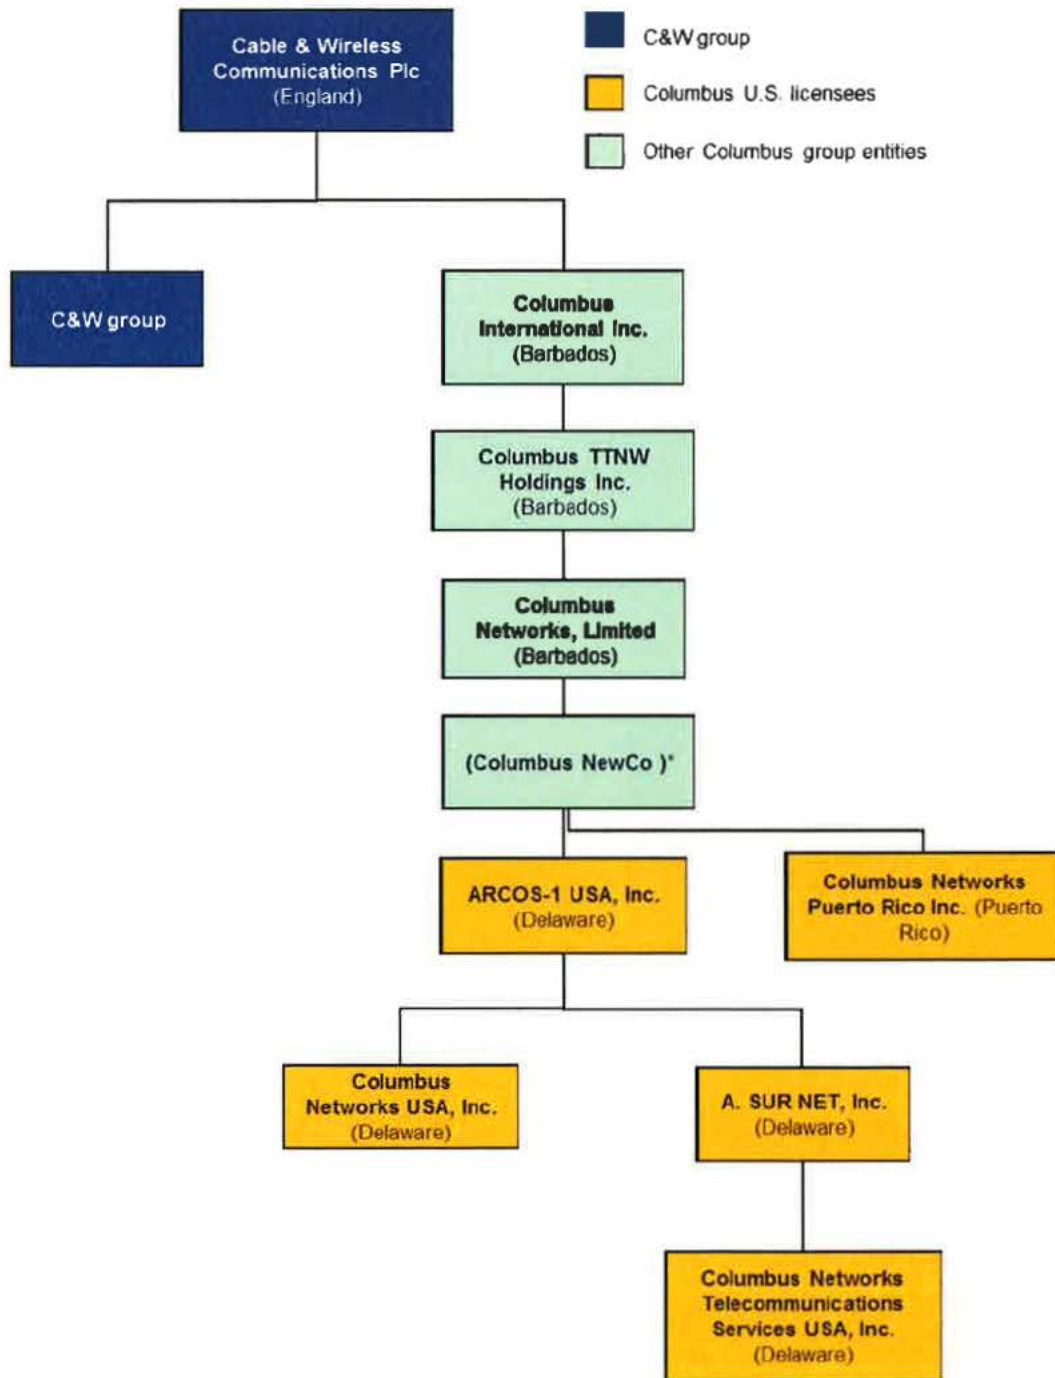 Cable & Wireless
Communications Plc
(England)
C&W group
Columbus U.S. licensees
Other Columbus group entities
C&W group
Columbus
International Inc.
(Barbados)
Columbus TTNW
Holdings Inc.
(Barbados)
Columbus
Networks, Limited
(Barbados)
(Columbus NewCo )*
ARCOS-1 USA, Inc.
(Delaware)
Columbus Networks
Puerto Rico Inc. (Puerto
Rico)
Columbus
Networks USA, Inc.
(Delaware)
A. SUR NET, Inc.
(Delaware)
Columbus Networks
Telecommunications
Services USA, Inc.
(Delaware)